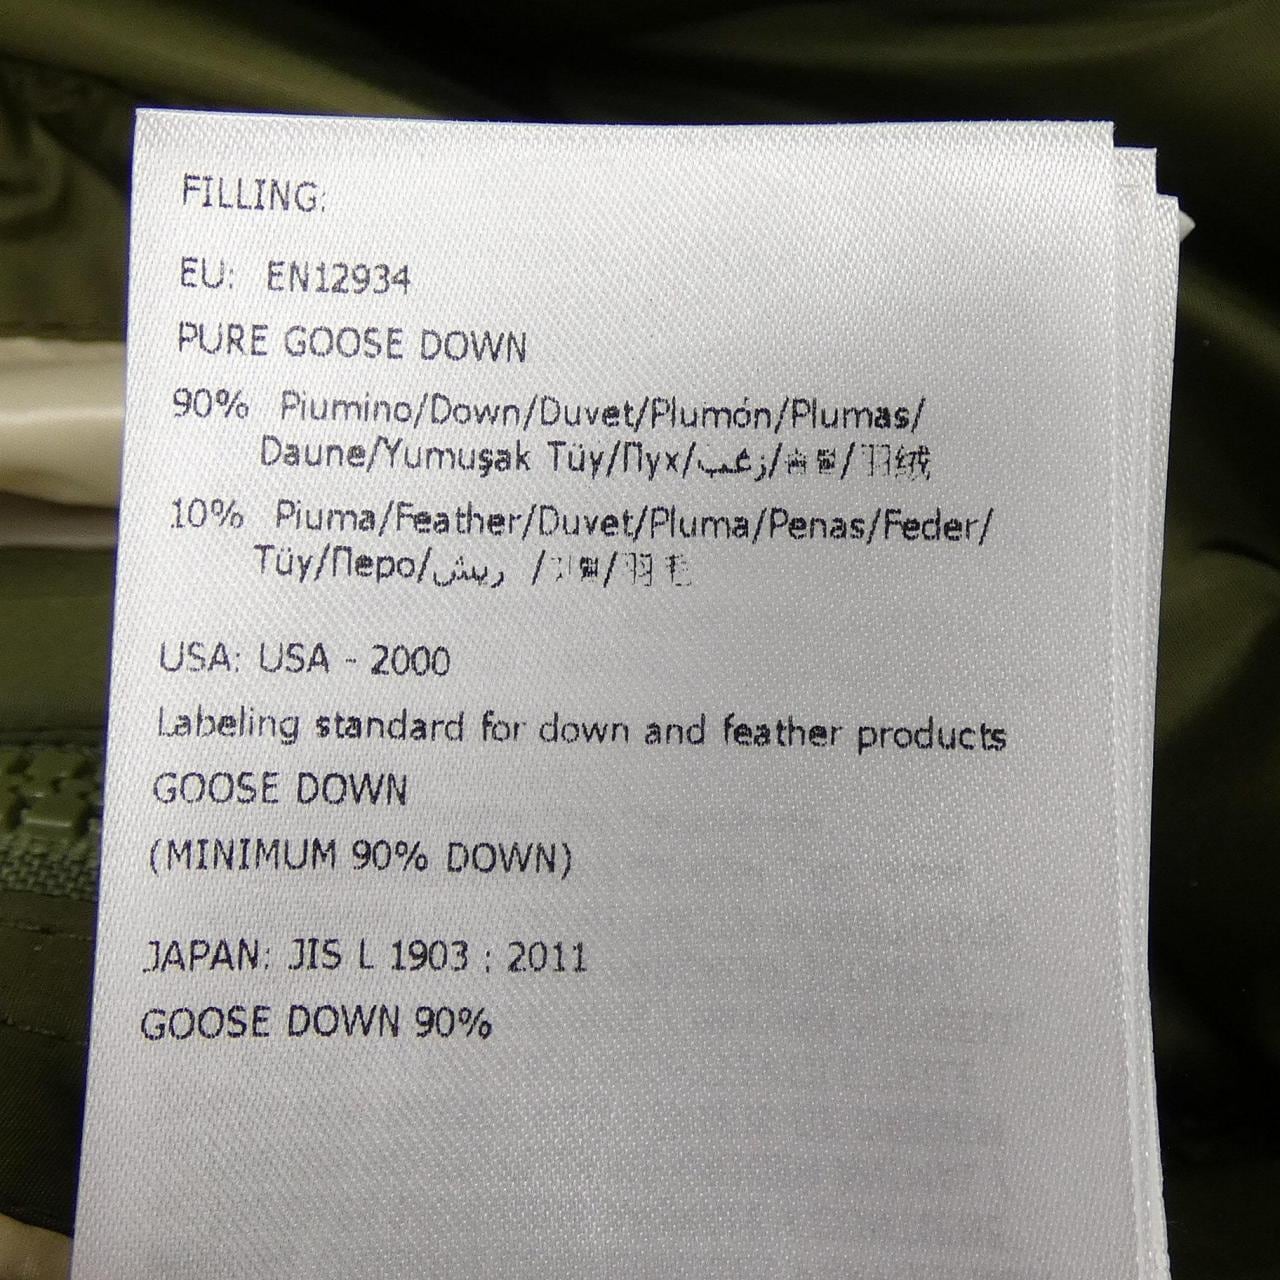 FILLING:
EU: EN12934
PURE GOOSE DOWN
90% Piumino/Down/Duvet/Plumón/Plumas/
Daune/Yumuşak Tüy/Пух/زغب/ / 羽绒
10% Piuma/Feather/Duvet/Pluma/Penas/Feder/
Tüy/Перо/ريش / / 羽毛
USA: USA - 2000
Labeling standard for down and feather products
GOOSE DOWN
(MINIMUM 90% DOWN)
JAPAN: JIS L 1903 : 2011
GOOSE DOWN 90%